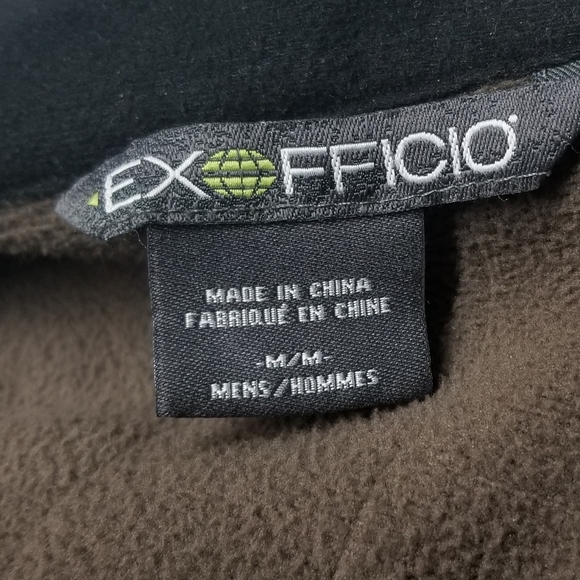 EXOFFICIO
MADE IN CHINA
FABRIQUÉ EN CHINE
-M/M-
MENS/HOMMES